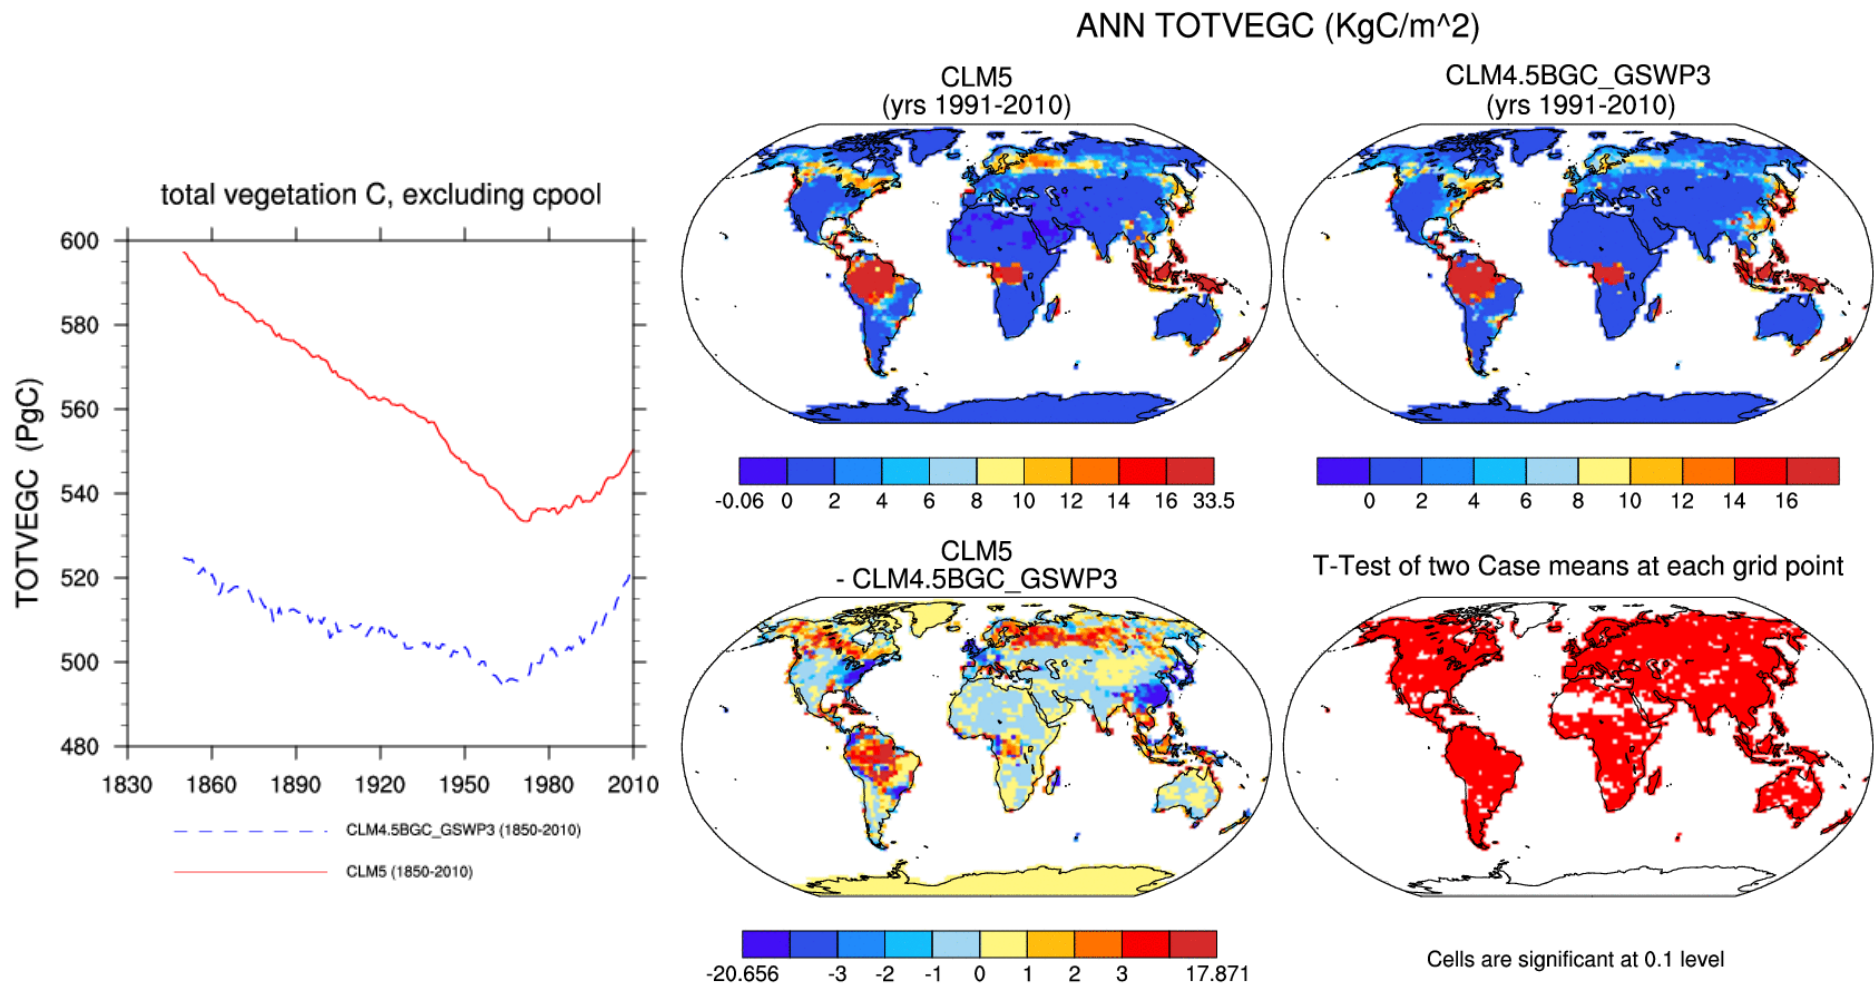 ANN TOTVEGC (KgC/m^2)
total vegetation C, excluding cpool
TOTVEGC (PgC)
600
580
560
540
520
500
480
1830 1860 1890 1920 1950 1980 2010
CLM4.5BGC_GSWP3 (1850-2010)
CLM5 (1850-2010)
CLM5
(yrs 1991-2010)
-0.06 0 2 4 6 8 10 12 14 16 33.5
CLM4.5BGC_GSWP3
(yrs 1991-2010)
0 2 4 6 8 10 12 14 16
CLM5
- CLM4.5BGC_GSWP3
-20.656 -3 -2 -1 0 1 2 3 17.871
T-Test of two Case means at each grid point
Cells are significant at 0.1 level